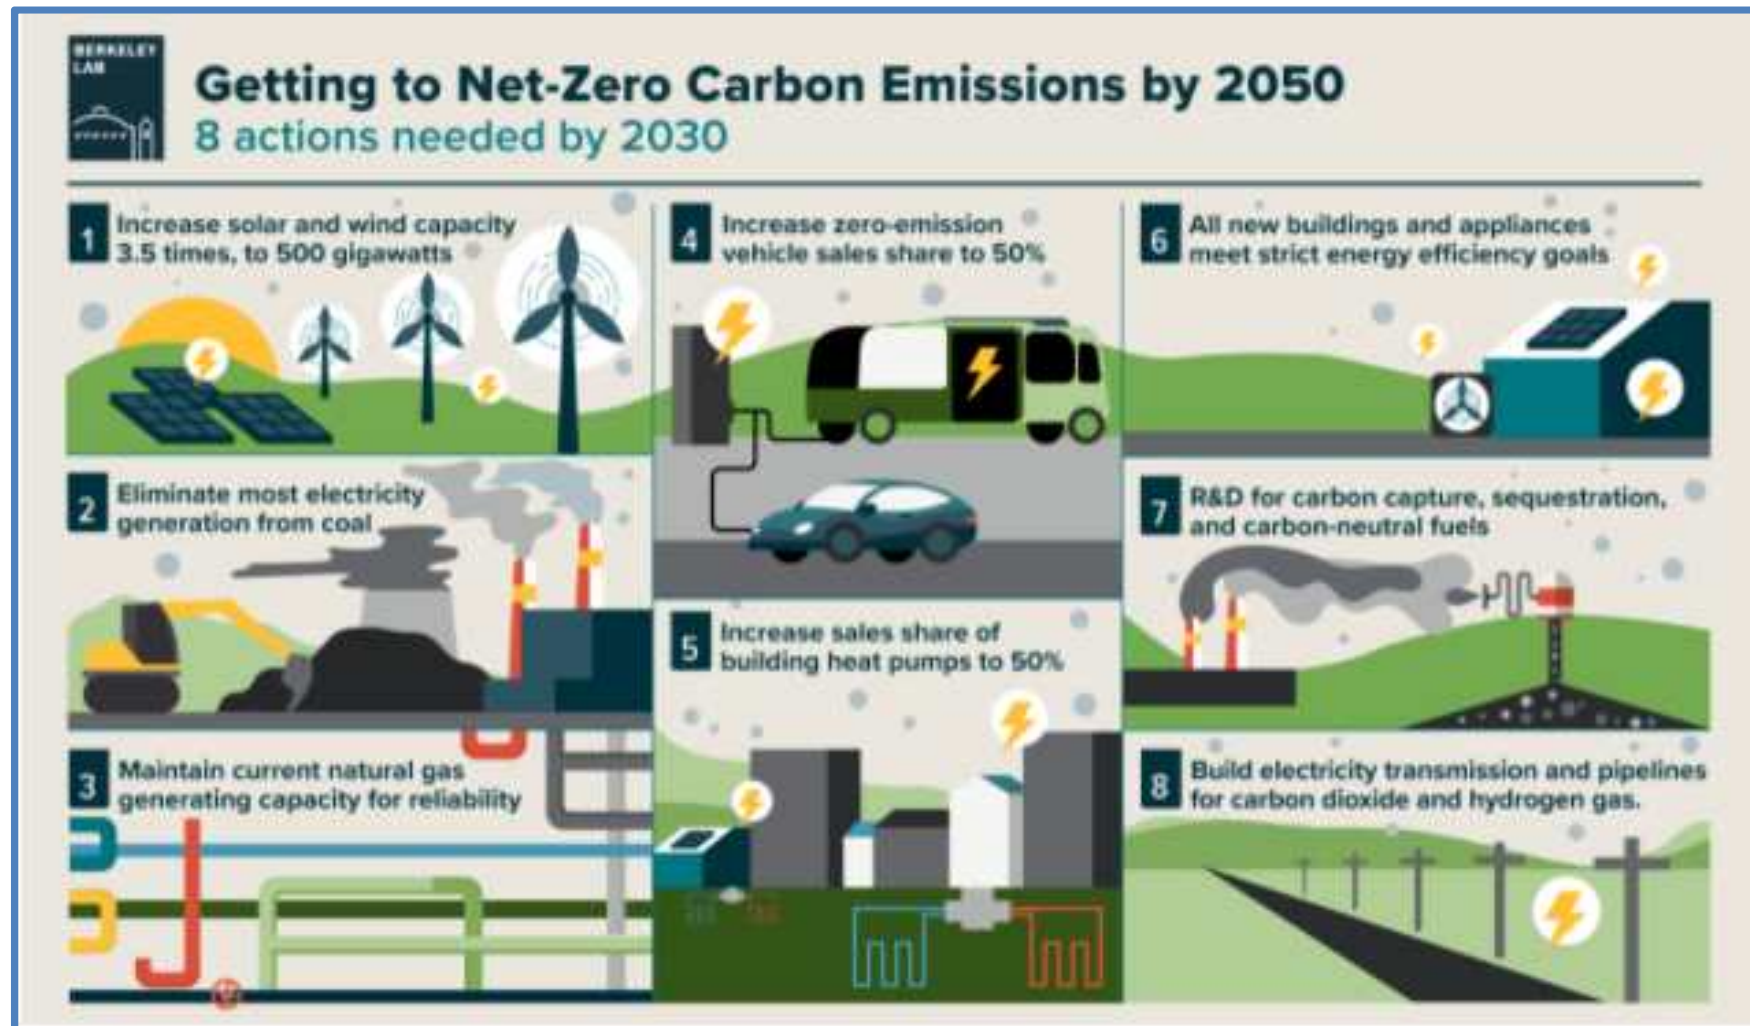 BERKELEY
LAB
Getting to Net-Zero Carbon Emissions by 2050
8 actions needed by 2030
1
Increase solar and wind capacity
3.5 times, to 500 gigawatts
2
Eliminate most electricity
generation from coal
3
Maintain current natural gas
generating capacity for reliability
4
Increase zero-emission
vehicle sales share to 50%
5
Increase sales share of
building heat pumps to 50%
6
All new buildings and appliances
meet strict energy efficiency goals
7
R&D for carbon capture, sequestration,
and carbon-neutral fuels
8
Build electricity transmission and pipelines
for carbon dioxide and hydrogen gas.